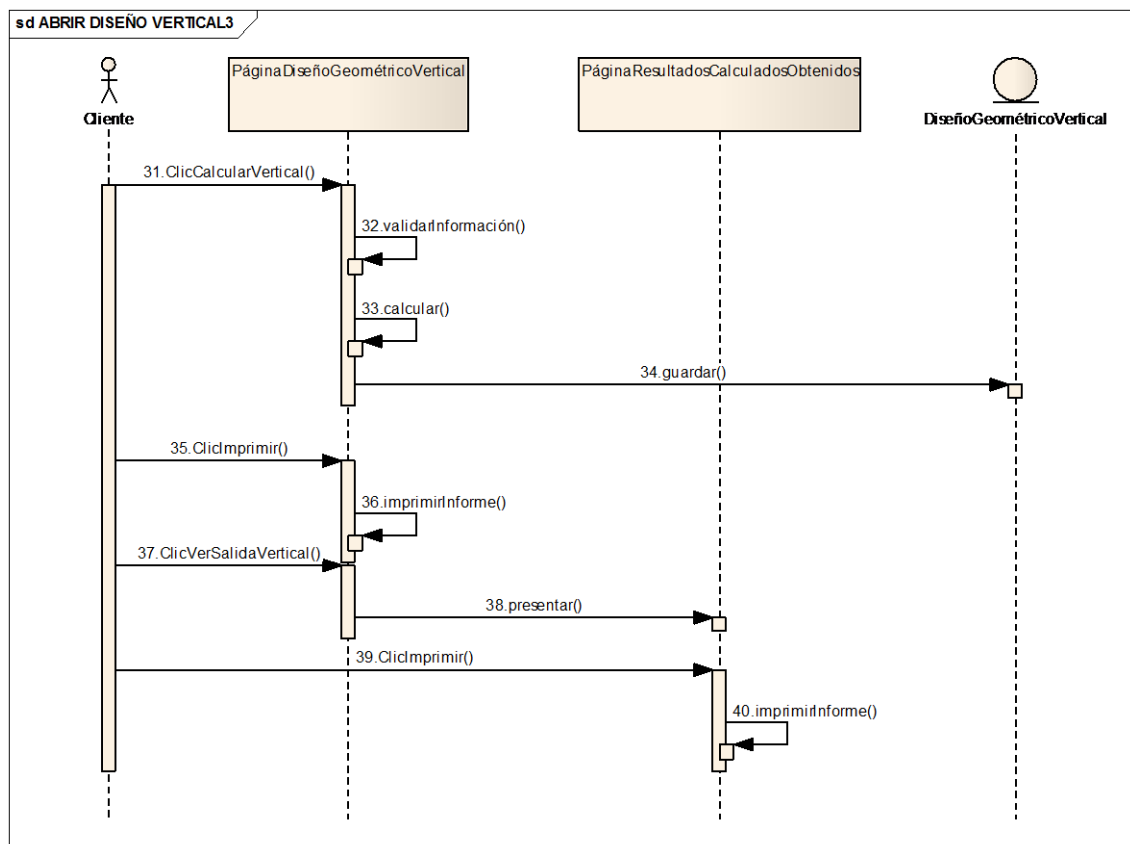 sd ABRIR DISEÑO VERTICAL3
PáginaDiseñoGeométricoVertical
PáginaResultadosCalculadosObtenidos
Cliente
DiseñoGeométricoVertical
31.ClicCalcularVertical()
32.validarInformación()
33.calcular()
34.guardar()
35.ClicImprimir()
36.imprimirInforme()
37.ClicVerSalidaVertical()
38.presentar()
39.ClicImprimir()
40.imprimirInforme()